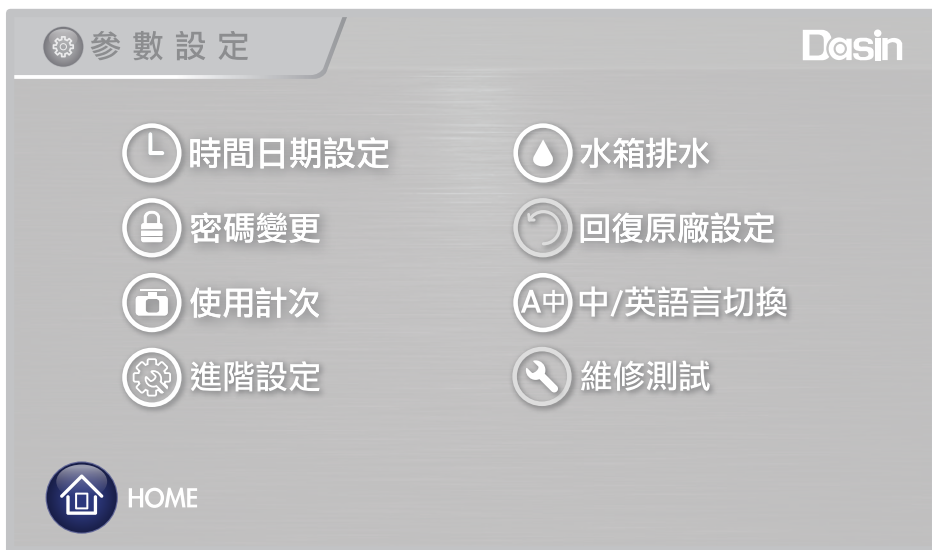 參數設定
Dasin
時間日期設定
水箱排水
密碼變更
回復原廠設定
使用計次
A中 中/英語言切換
進階設定
維修測試
HOME